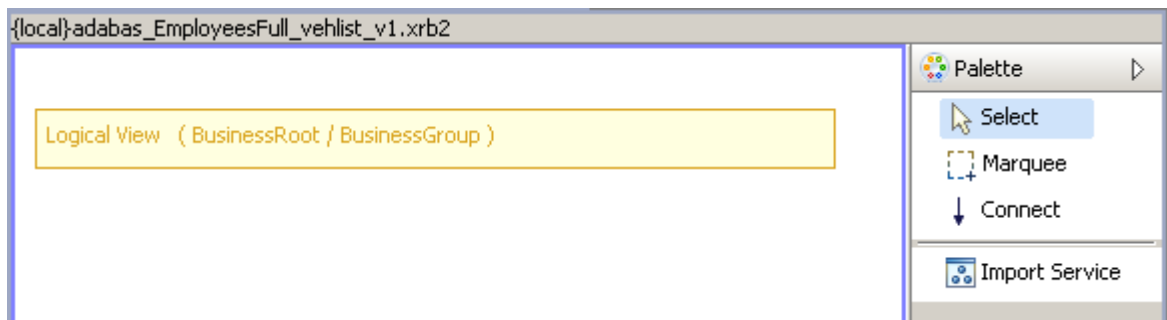 {local}adabas_EmployeesFull_vehlist_v1.xrb2
Logical View ( BusinessRoot / BusinessGroup )
Palette
Select
Marquee
Connect
Import Service